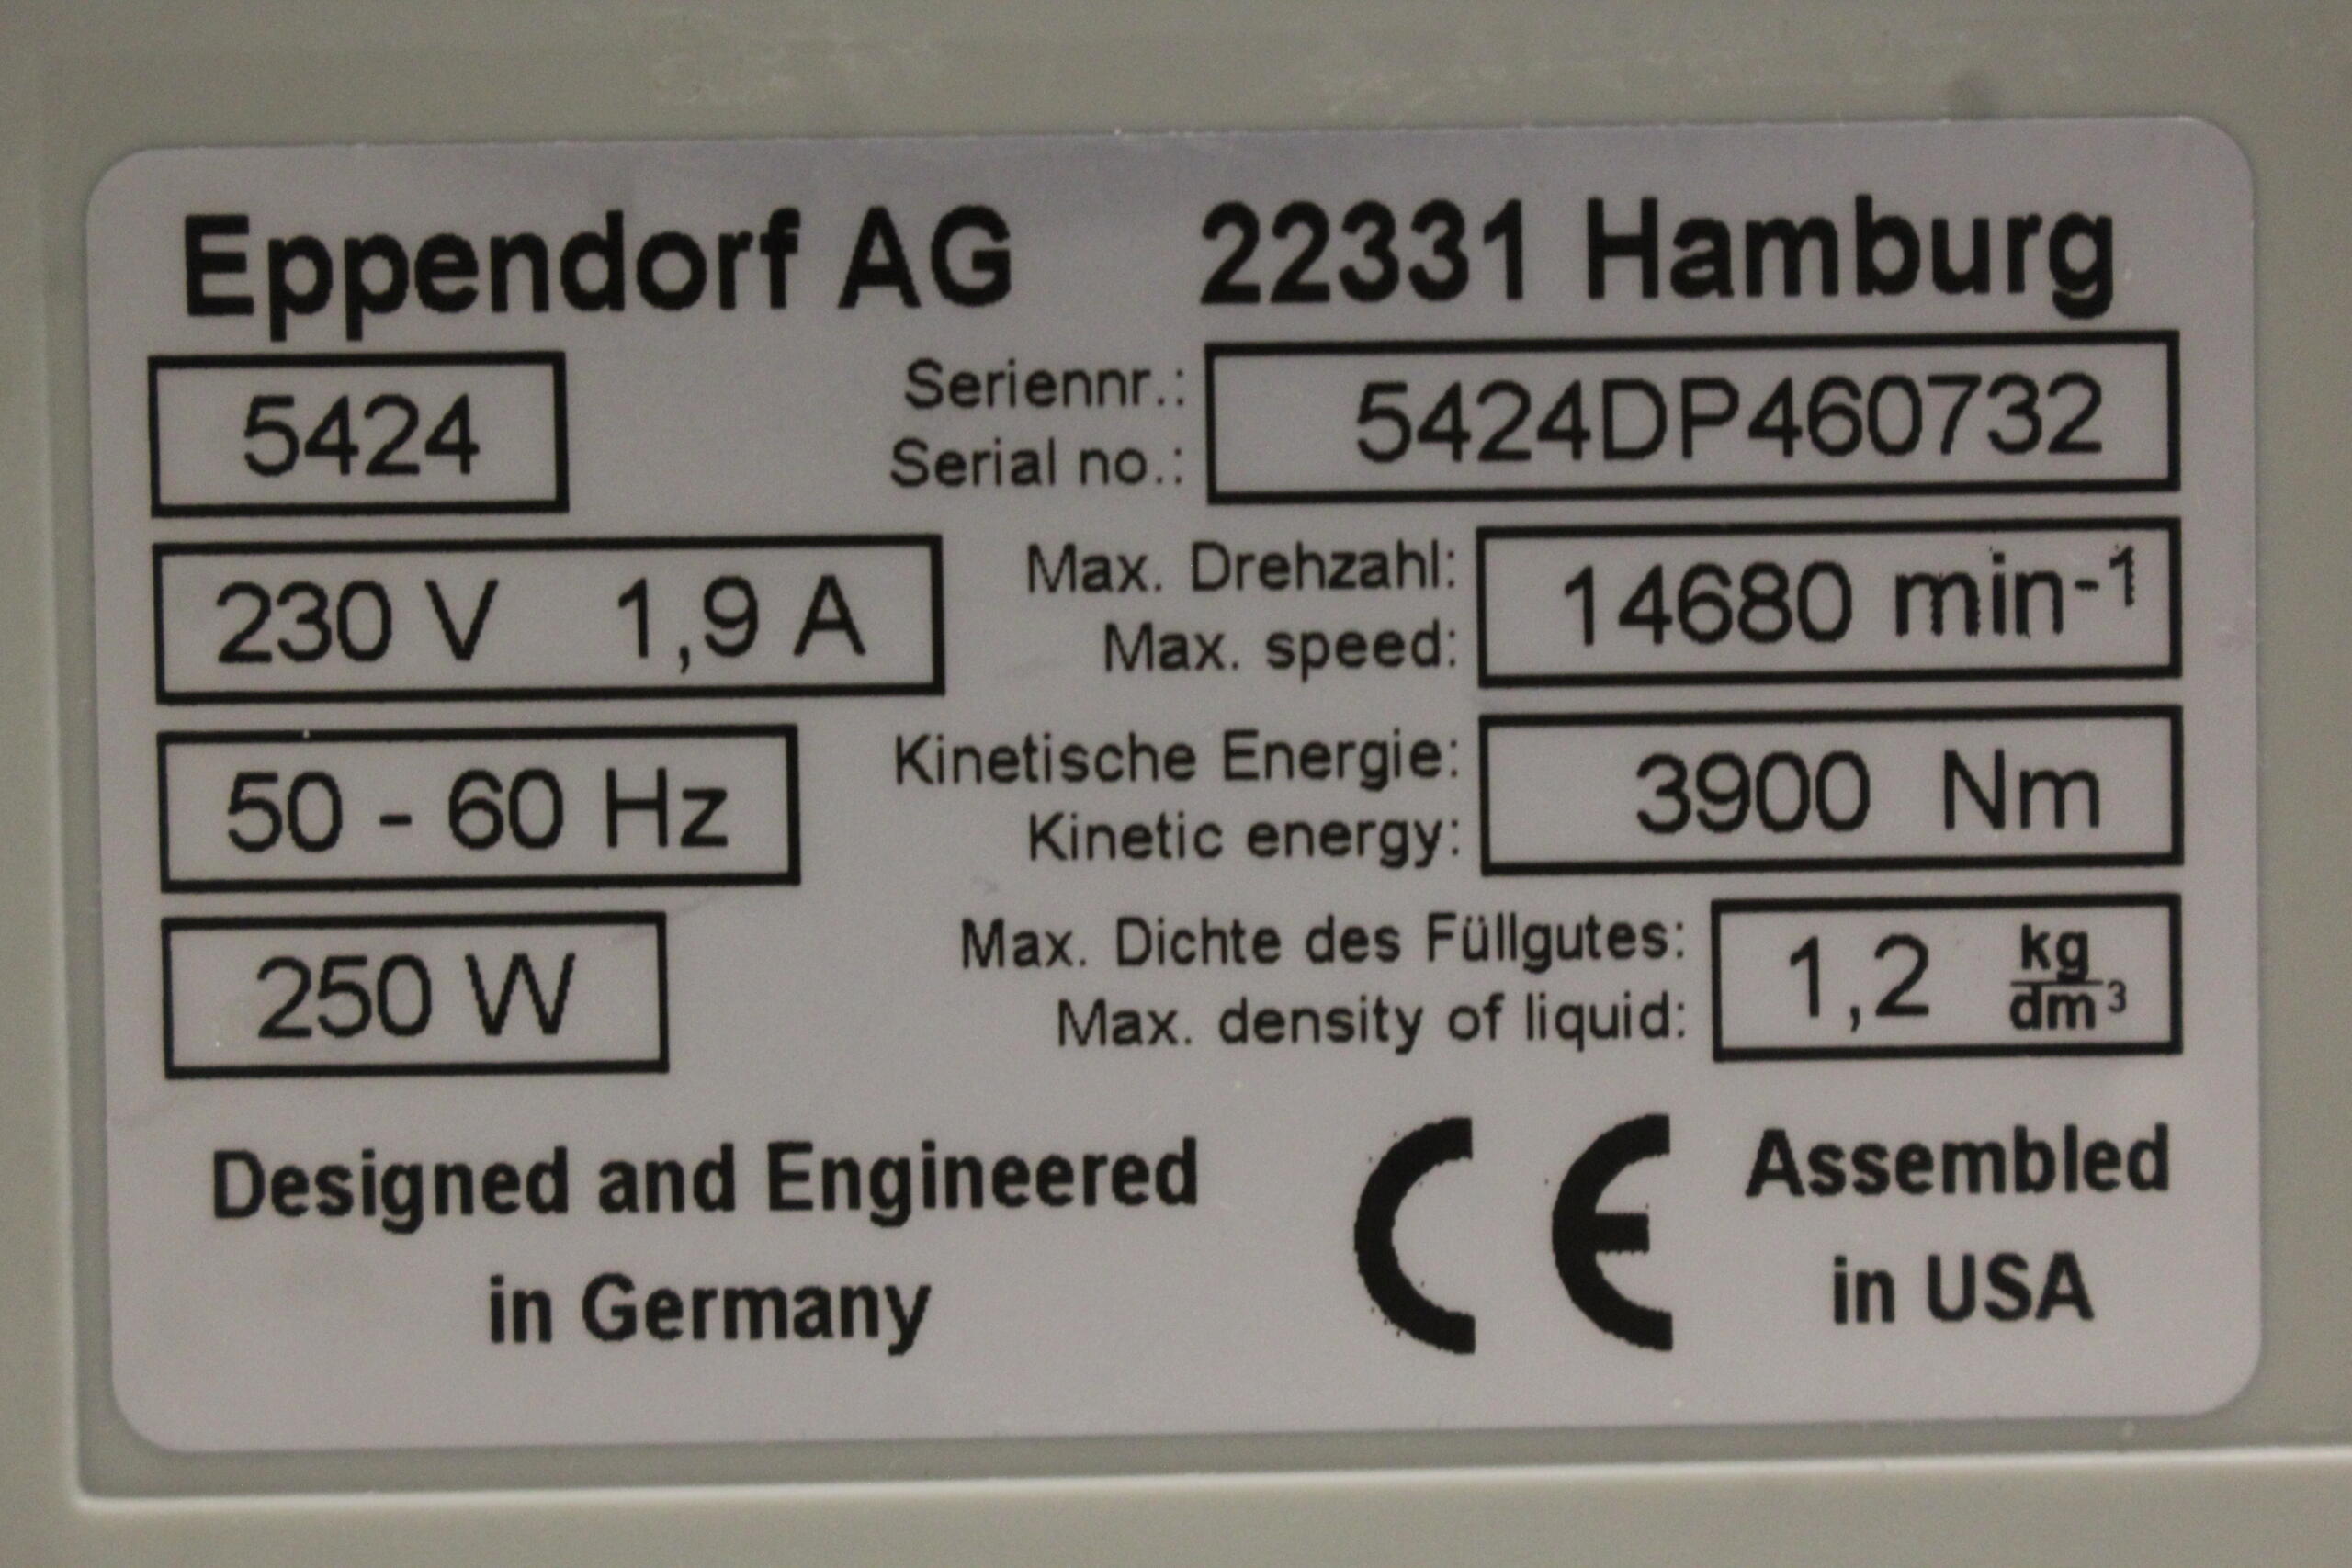 Eppendorf AG 22331 Hamburg
5424
Seriennr.:
Serial no.:
5424DP460732
230 V 1,9 A
Max. Drehzahl:
Max. speed:
14680 min-1
50 - 60 Hz
Kinetische Energie:
Kinetic energy:
3900 Nm
250 W
Max. Dichte des Füllgutes:
Max. density of liquid:
1,2 kg/dm³
Designed and Engineered
in Germany
CE
Assembled
in USA